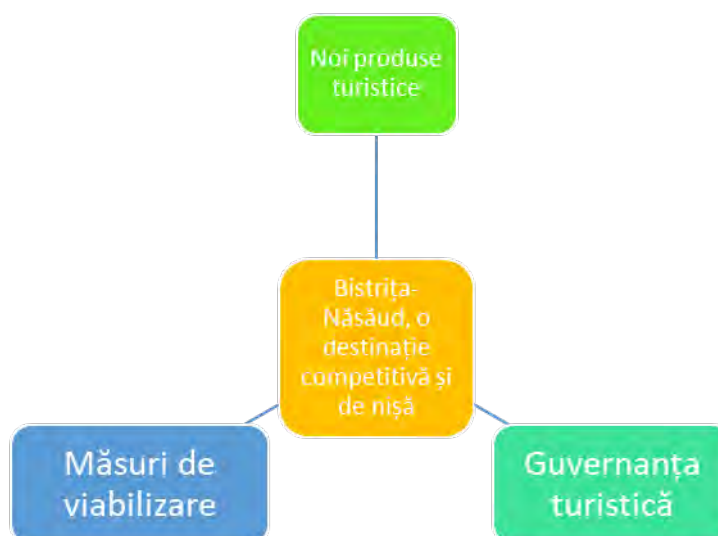 Noi produse
turistice
Bistrița-
Năsăud, o
destinație
competitivă și
de nișă
Măsuri de
viabilizare
Guvernanța
turistică